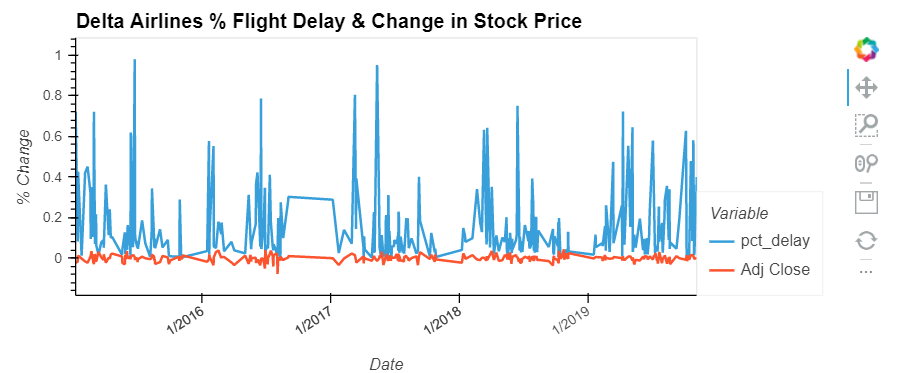 Delta Airlines % Flight Delay & Change in Stock Price
1
0.8
0.6
0.4
0.2
0
% Change
1/2016
1/2017
1/2018
1/2019
Date
Variable
pct_delay
Adj Close